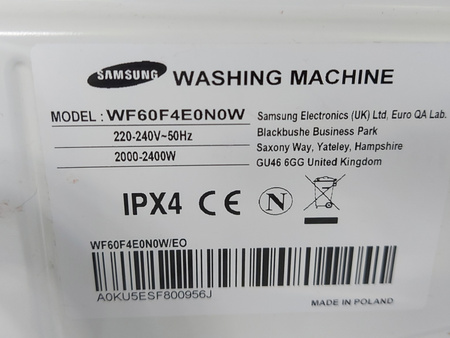 SAMSUNG WASHING MACHINE
MODEL : WF60F4E0N0W
220-240V~50Hz
2000-2400W
Samsung Electronics (UK) Ltd, Euro QA Lab.
Blackbushe Business Park
Saxony Way, Yateley, Hampshire
GU46 6GG United Kingdom
IPX4 CE N
WF60F4E0N0W/EO
A0KU5ESF800956J
MADE IN POLAND